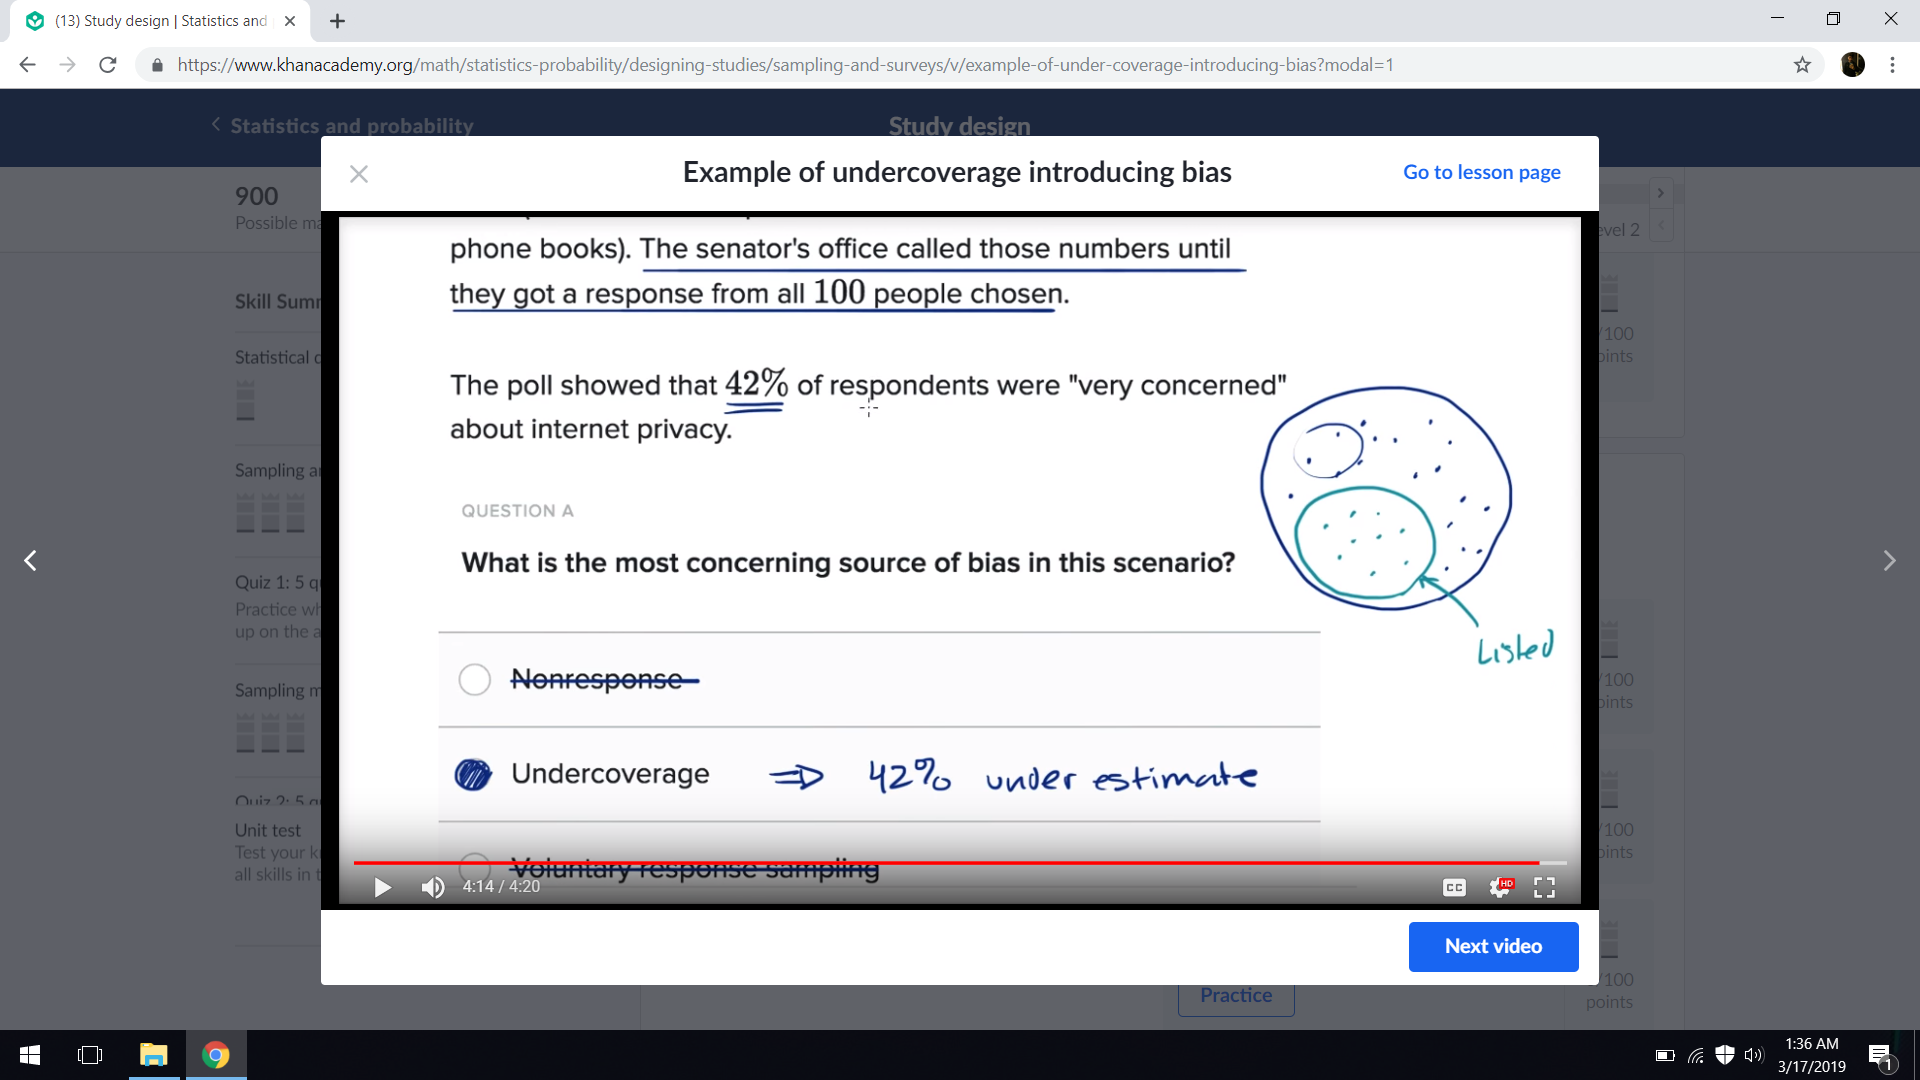 (13) Study design | Statistics and
https://www.khanacademy.org/math/statistics-probability/designing-studies/sampling-and-surveys/v/example-of-under-coverage-introducing-bias?modal=1
Statistics and probability
Study design
Example of undercoverage introducing bias
Go to lesson page
900
Possible ma
evel 2
Skill Sumr
Statistical c
Sampling ar
Quiz 1: 5 q
Practice wh
up on the a
Sampling m
Quiz 2: 5 q
Unit test
Test your k
all skills in t
phone books). The senator's office called those numbers until
they got a response from all 100 people chosen.
The poll showed that 42% of respondents were "very concerned"
about internet privacy.
QUESTION A
What is the most concerning source of bias in this scenario?
Listed
Nonresponse
Undercoverage ⇒ 42% under estimate
Voluntary response sampling
4:14 / 4:20
CC
HD
/100
oints
/100
oints
/100
oints
/100
points
Next video
Practice
1:36 AM
3/17/2019
1